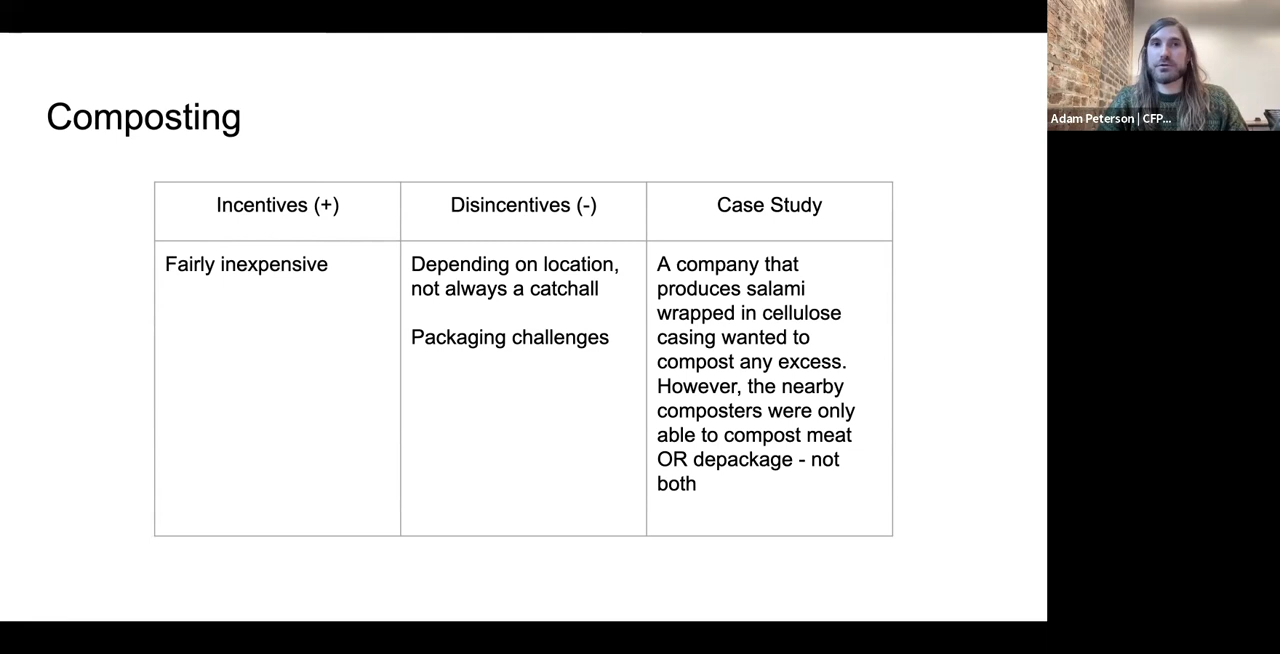 Composting
Incentives (+)
Disincentives (-)
Case Study
Fairly inexpensive
Depending on location,
not always a catchall
Packaging challenges
A company that
produces salami
wrapped in cellulose
casing wanted to
compost any excess.
However, the nearby
composters were only
able to compost meat
OR depackage - not
both
Adam Peterson | CFP...